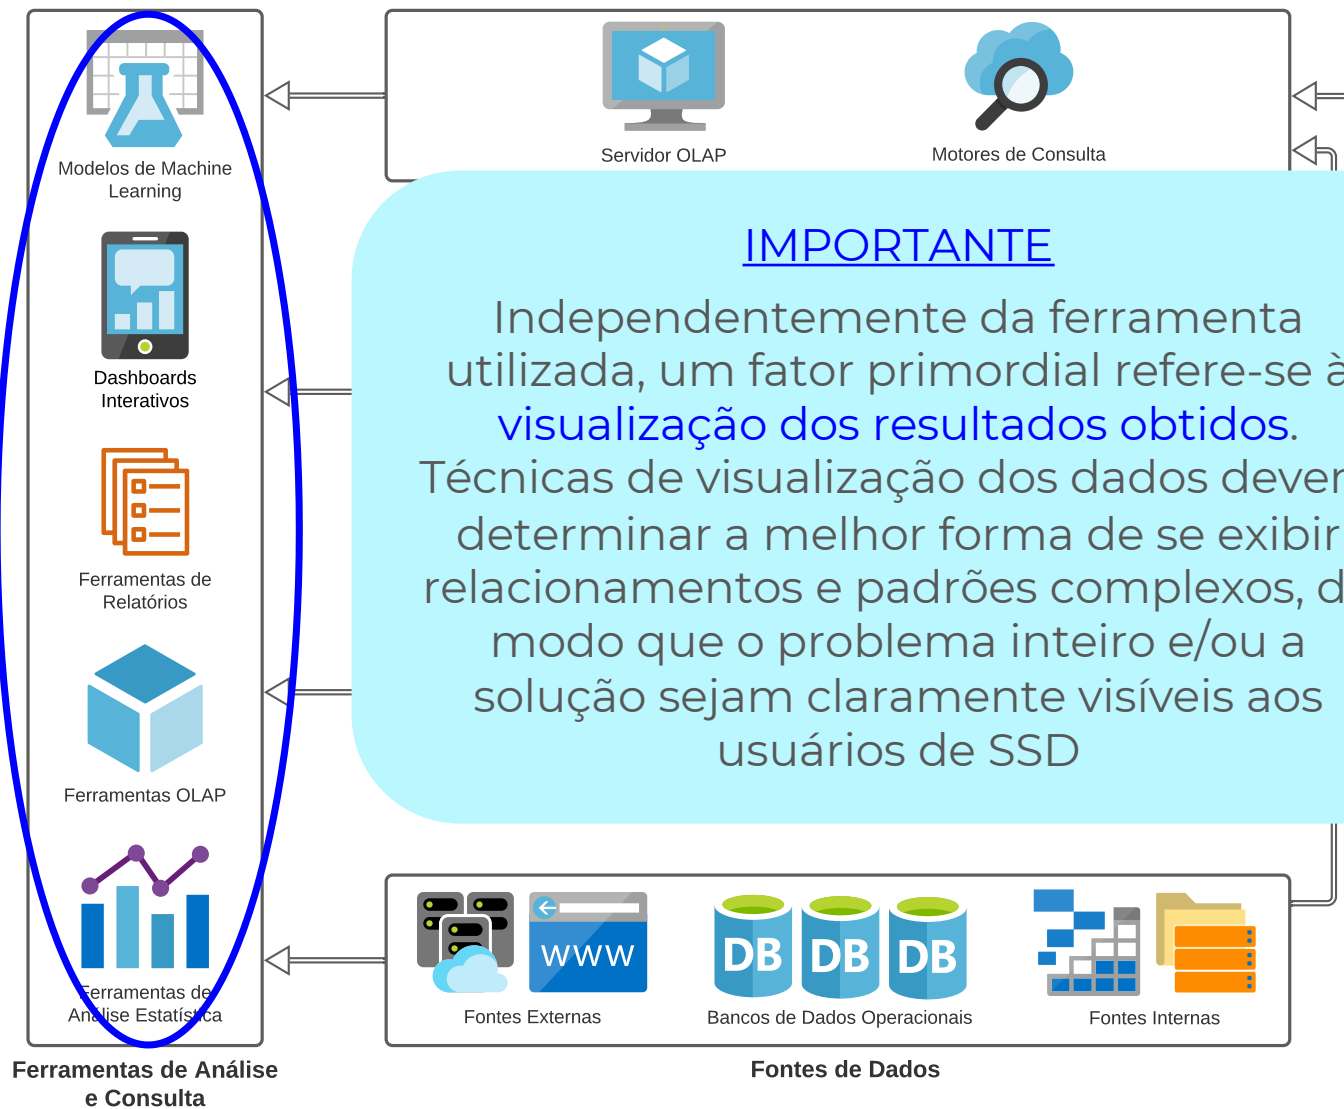 Modelos de Machine
Learning
Dashboards
Interativos
Ferramentas de
Relatórios
Ferramentas OLAP
Ferramentas de
Análise Estatística
Ferramentas de Análise
e Consulta
Servidor OLAP
Motores de Consulta
IMPORTANTE
Independentemente da ferramenta
utilizada, um fator primordial refere-se à
visualização dos resultados obtidos.
Técnicas de visualização dos dados
determinar a melhor forma de se exibir
relacionamentos e padrões complexos,
modo que o problema inteiro e/ou a
solução sejam claramente visíveis aos
usuários de SSD
WWW
DB DB DB
Fontes Externas
Bancos de Dados Operacionais
Fontes Internas
Fontes de Dados